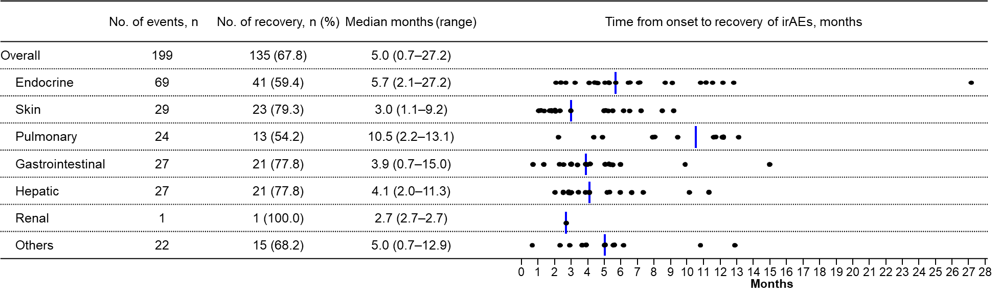 No. of events, n No. of recovery, n (%) Median months (range) Time from onset to recovery of irAEs, months
Overall 199 135 (67.8) 5.0 (0.7–27.2)
Endocrine 69 41 (59.4) 5.7 (2.1–27.2)
Skin 29 23 (79.3) 3.0 (1.1–9.2)
Pulmonary 24 13 (54.2) 10.5 (2.2–13.1)
Gastrointestinal 27 21 (77.8) 3.9 (0.7–15.0)
Hepatic 27 21 (77.8) 4.1 (2.0–11.3)
Renal 1 1 (100.0) 2.7 (2.7–2.7)
Others 22 15 (68.2) 5.0 (0.7–12.9)
0 1 2 3 4 5 6 7 8 9 10 11 12 13 14 15 16 17 18 19 20 21 22 23 24 25 26 27 28
Months